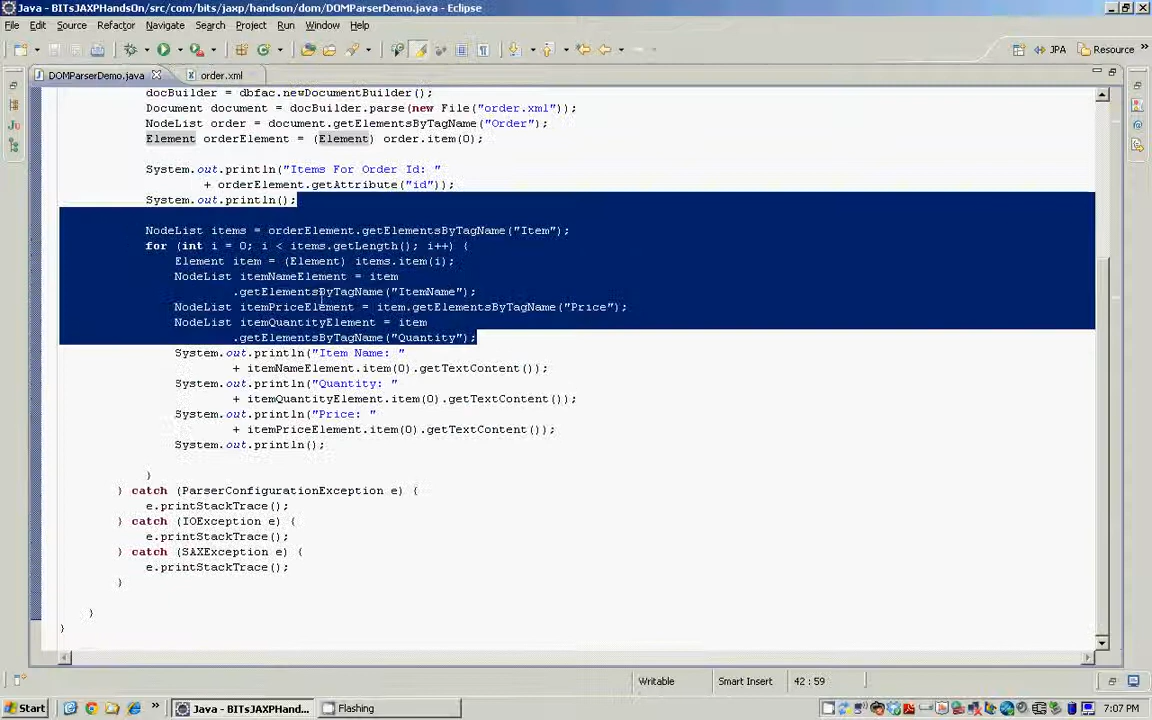 Java - BITsJAXPHandsOn/src/com/bits/jaxp/handson/dom/DOMParserDemo.java - Eclipse
File Edit Source Refactor Navigate Search Project Run Window Help
JPA Resource »
DOMParserDemo.java order.xml
docBuilder = dbfac.newDocumentBuilder();
Document document = docBuilder.parse(new File("order.xml"));
NodeList order = document.getElementsByTagName("Order");
Element orderElement = (Element) order.item(0);
System.out.println("Items For Order Id: "
+ orderElement.getAttribute("id"));
System.out.println();
NodeList items = orderElement.getElementsByTagName("Item");
for (int i = 0; i < items.getLength(); i++) {
Element item = (Element) items.item(i);
NodeList itemNameElement = item
.getElementsByTagName("ItemName");
NodeList itemPriceElement = item.getElementsByTagName("Price");
NodeList itemQuantityElement = item
.getElementsByTagName("Quantity");
System.out.println("Item Name: "
+ itemNameElement.item(0).getTextContent());
System.out.println("Quantity: "
+ itemQuantityElement.item(0).getTextContent());
System.out.println("Price: "
+ itemPriceElement.item(0).getTextContent());
System.out.println();
}
} catch (ParserConfigurationException e) {
e.printStackTrace();
} catch (IOException e) {
e.printStackTrace();
} catch (SAXException e) {
e.printStackTrace();
}
}
}
Writable Smart Insert 42 : 59
Start » Java - BITsJAXPHand... Flashing 7:07 PM